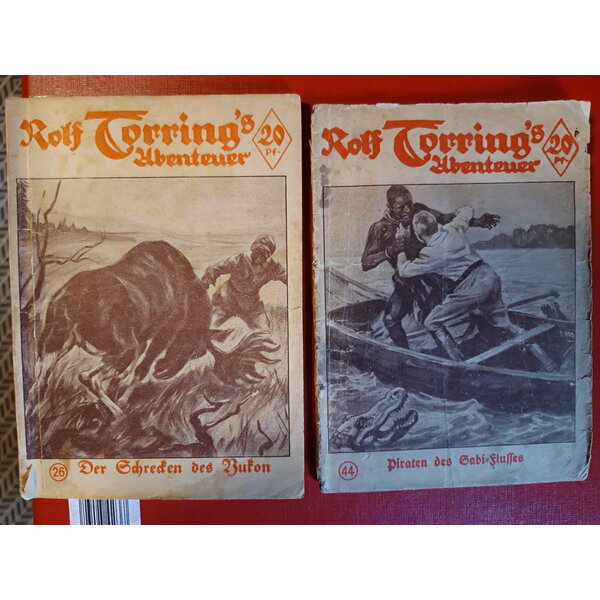 Rolf Torring's
Abenteuer
20
Pf.
26
Der Schrecken des Yukon
Rolf Torring's
Abenteuer
20
Pf.
44
Piraten des Sabi-Flusses